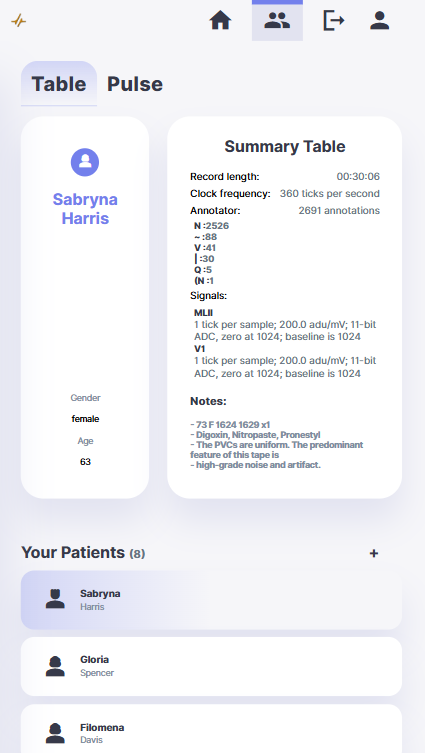 Table Pulse
Sabryna
Harris
Gender
female
Age
63
Summary Table
Record length: 00:30:06
Clock frequency: 360 ticks per second
Annotator: 2691 annotations
N :2526
~ :88
V :41
| :30
Q :5
(N :1
Signals:
MLII
1 tick per sample; 200.0 adu/mV; 11-bit
ADC, zero at 1024; baseline is 1024
V1
1 tick per sample; 200.0 adu/mV; 11-bit
ADC, zero at 1024; baseline is 1024
Notes:
- 73 F 1624 1629 x1
- Digoxin, Nitropaste, Pronestyl
- The PVCs are uniform. The predominant
feature of this tape is
- high-grade noise and artifact.
Your Patients (8) +
Sabryna
Harris
Gloria
Spencer
Filomena
Davis